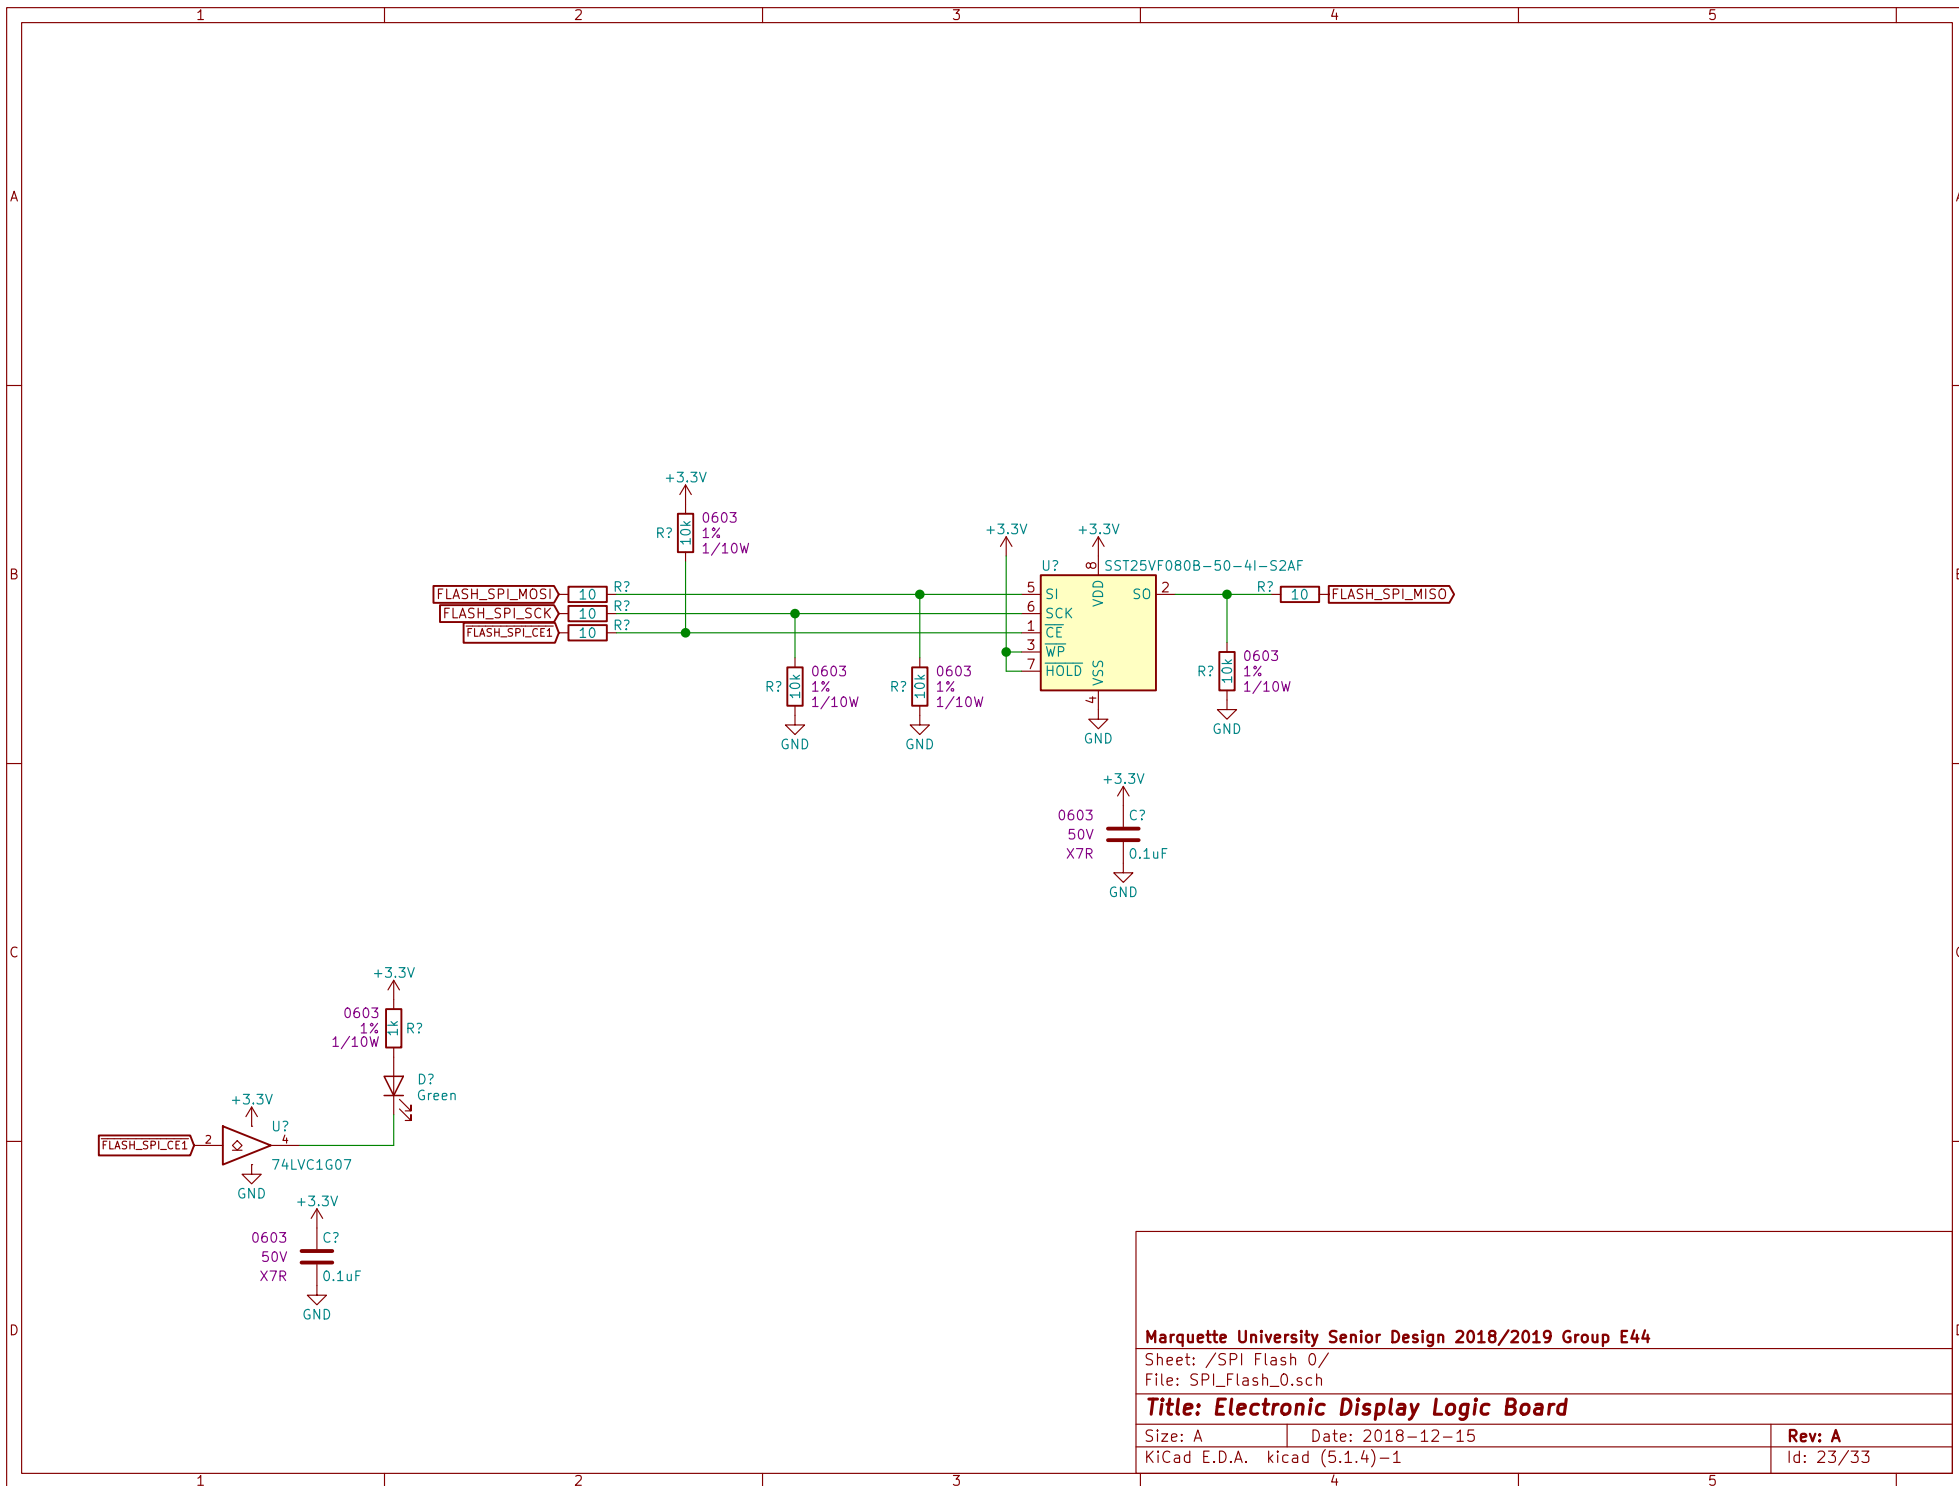 1 2 3 4 5
A
+3.3V
R? 10k 0603
1%
1/10W
+3.3V +3.3V
B
U? 8 SST25VF080B-50-4I-S2AF
FLASH_SPI_MOSI 10 R? 5 SI VDD SO 2 R? 10 FLASH_SPI_MISO
FLASH_SPI_SCK 10 R? 6 SCK
FLASH_SPI_CE1 10 R? 1 CE
3 WP
7 HOLD VSS 4
R? 10k 0603
1%
1/10W
GND
R? 10k 0603
1%
1/10W
GND
GND
R? 10k 0603
1%
1/10W
GND
+3.3V
0603 C?
50V
X7R 0.1uF
GND
C
+3.3V
0603
1% 1k R?
1/10W
D?
Green
+3.3V
U?
FLASH_SPI_CE1 2 4
74LVC1G07
GND
+3.3V
0603 C?
50V
X7R 0.1uF
GND
D
Marquette University Senior Design 2018/2019 Group E44
Sheet: /SPI Flash 0/
File: SPI_Flash_0.sch
Title: Electronic Display Logic Board
Size: A Date: 2018-12-15 Rev: A
KiCad E.D.A. kicad (5.1.4)-1 Id: 23/33
1 2 3 4 5